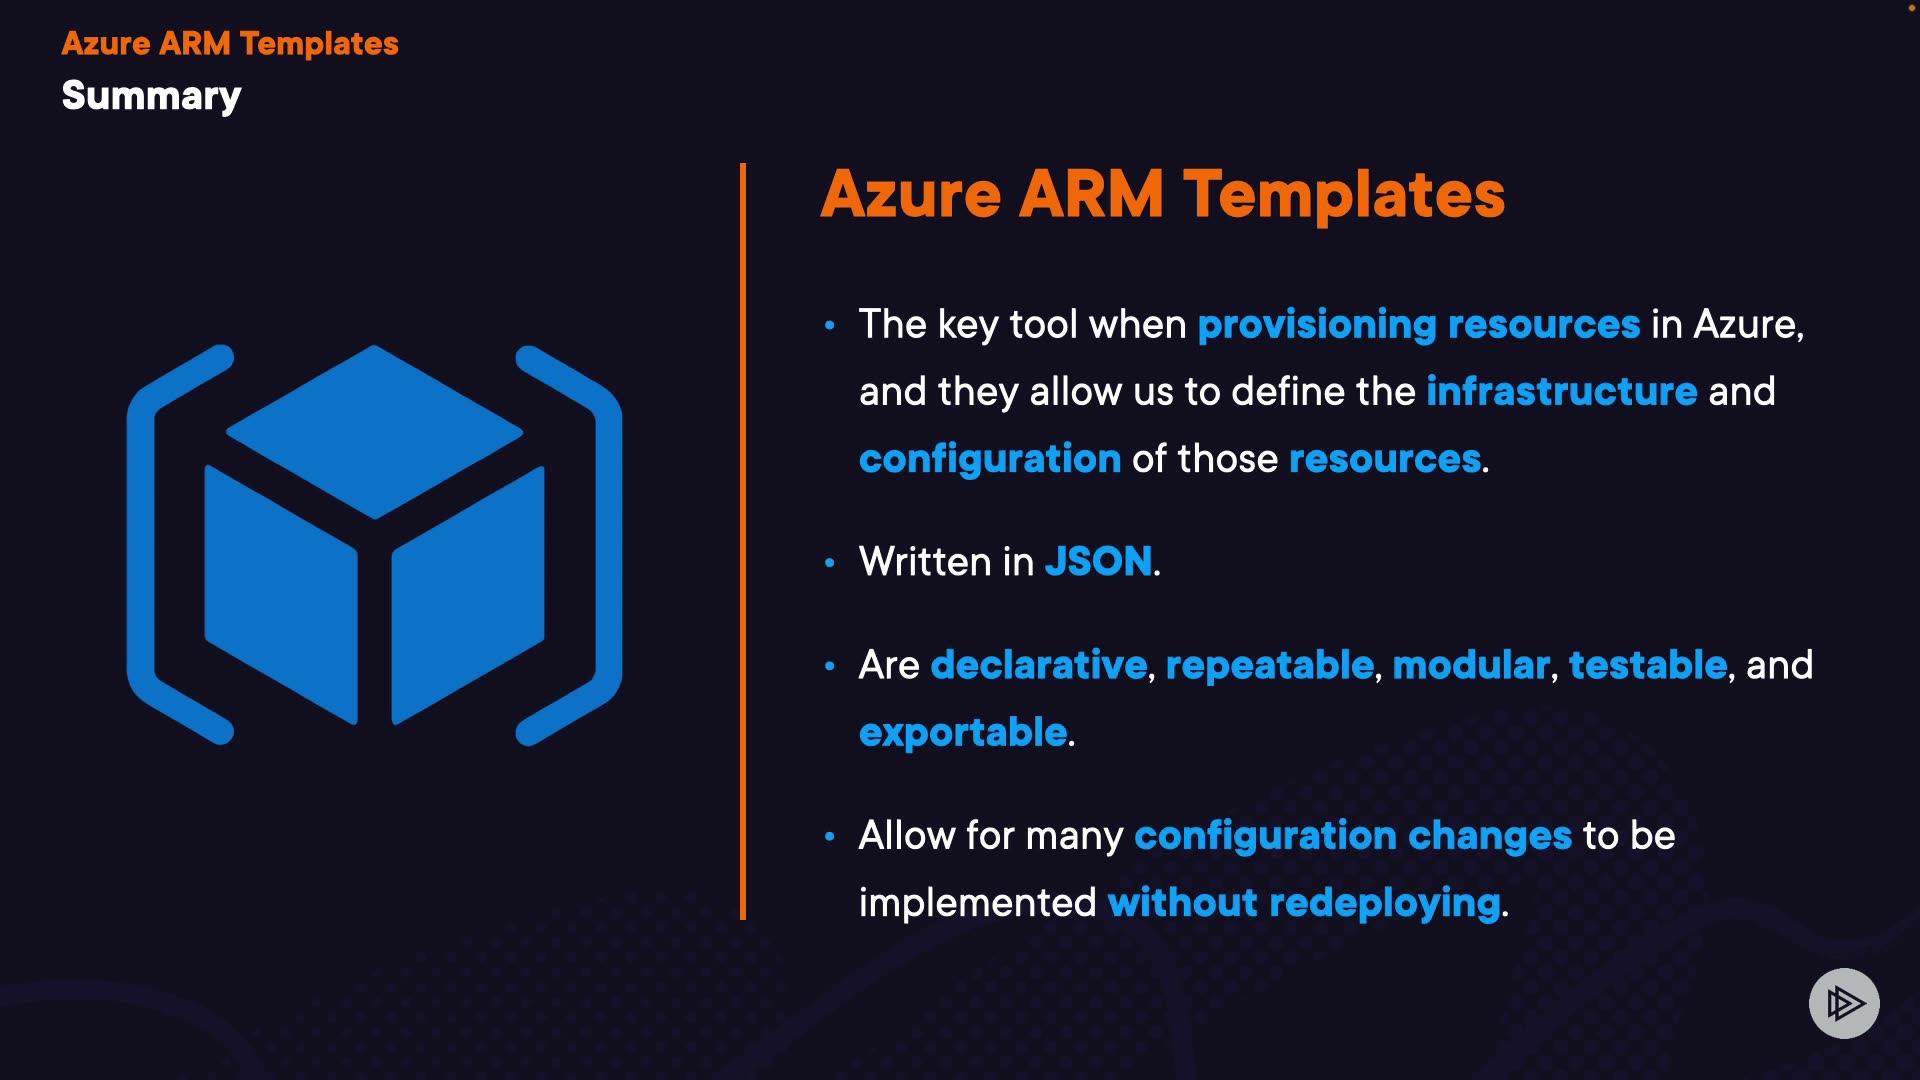 Azure ARM Templates
Summary
Azure ARM Templates
• The key tool when provisioning resources in Azure,
and they allow us to define the infrastructure and
configuration of those resources.
• Written in JSON.
• Are declarative, repeatable, modular, testable, and
exportable.
• Allow for many configuration changes to be
implemented without redeploying.